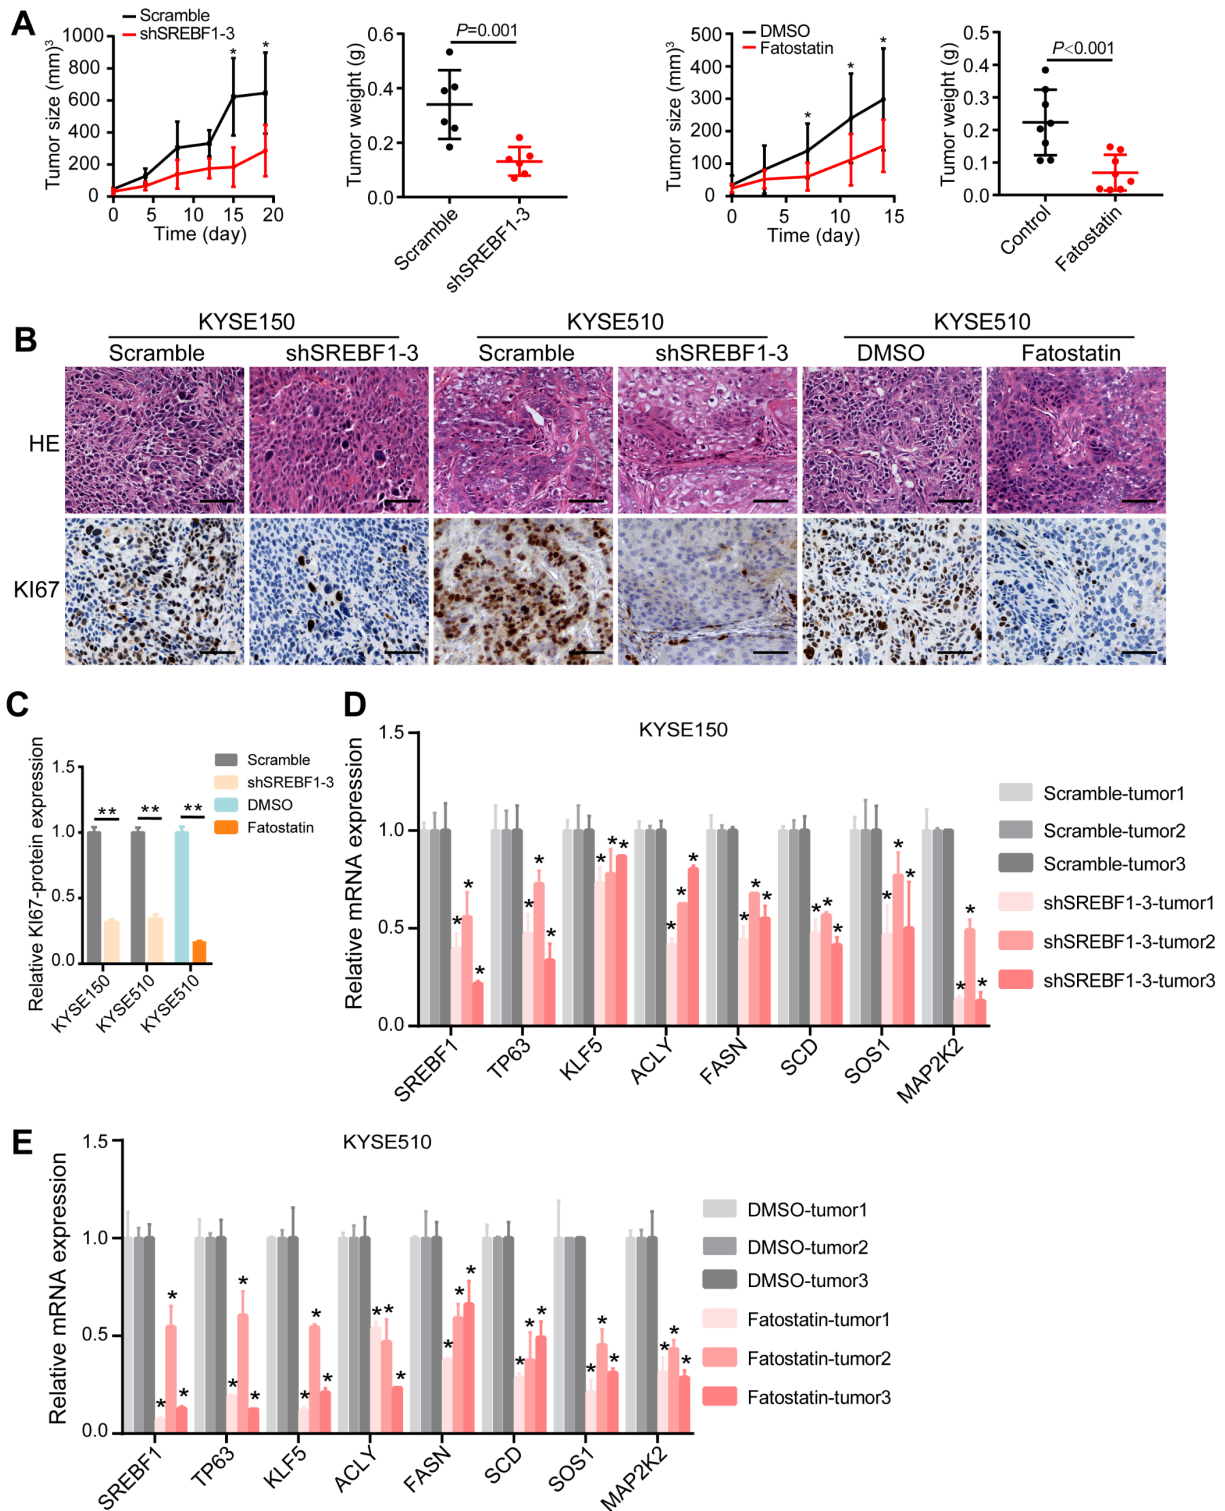 A
Scramble
shSREBF1-3
Tumor size (mm)³
1000
800
600
400
200
0
0 5 10 15 20
* *
Time (day)
Tumor weight (g)
0.6
0.4
0.2
0.0
P=0.001
Scramble
shSREBF1-3
DMSO
Fatostatin
Tumor size (mm)³
500
400
300
200
100
0
0 5 10 15
* * *
Time (day)
Tumor weight (g)
0.5
0.4
0.3
0.2
0.1
0.0
P<0.001
Control
Fatostatin
B
KYSE150 KYSE510 KYSE510
Scramble shSREBF1-3 Scramble shSREBF1-3 DMSO Fatostatin
HE
KI67
C
Relative KI67-protein expression
1.5
1.0
0.5
0.0
** ** **
KYSE150
KYSE510
KYSE510
Scramble
shSREBF1-3
DMSO
Fatostatin
D
KYSE150
Relative mRNA expression
1.5
1.0
0.5
0.0
* * * * * * * * * * * * * * * * * * * * * * * *
SREBF1
TP63
KLF5
ACLY
FASN
SCD
SOS1
MAP2K2
Scramble-tumor1
Scramble-tumor2
Scramble-tumor3
shSREBF1-3-tumor1
shSREBF1-3-tumor2
shSREBF1-3-tumor3
E
KYSE510
Relative mRNA expression
1.5
1.0
0.5
0.0
* * * * * * * * * * * * * * * * * * * * * * * *
SREBF1
TP63
KLF5
ACLY
FASN
SCD
SOS1
MAP2K2
DMSO-tumor1
DMSO-tumor2
DMSO-tumor3
Fatostatin-tumor1
Fatostatin-tumor2
Fatostatin-tumor3